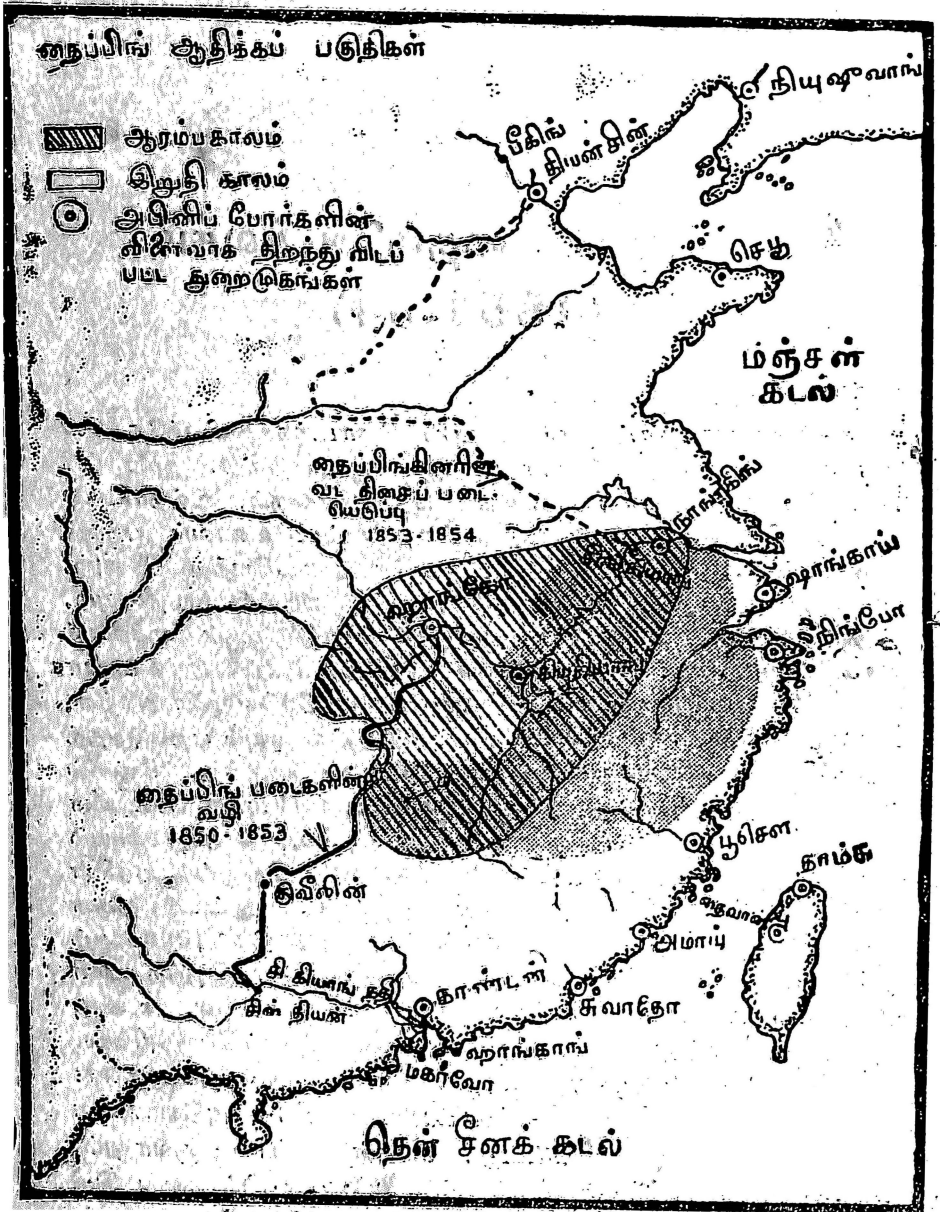 தைப்பிங் ஆதிக்கப் பகுதிகள்
ஆரம்பகாலம்
இறுதி காலம்
அபினிப் போர்களின்
விளைவாக திறந்து விடப்
பட்ட துறைமுகங்கள்
நியுஷுவாங்
பீகிங்
தியன்சின்
செபூ
மஞ்சள்
கடல்
தைப்பிங்கினரின்
வட திசைப் படை
யெடுப்பு
1853-1854
நான்கிங்
ஷாங்காய்
ஹாங்கோ
நிங்போ
தைப்பிங் படைகளின்
வழி
1850-1853
குவீலின்
பூசௌ
தாம்சு
தைவான்
அமாய்
சுவாதோ
சி கியாங் நதி
சின் தியன்
காண்டன்
ஹாங்காங்
மகாவோ
தென் சீனக் கடல்